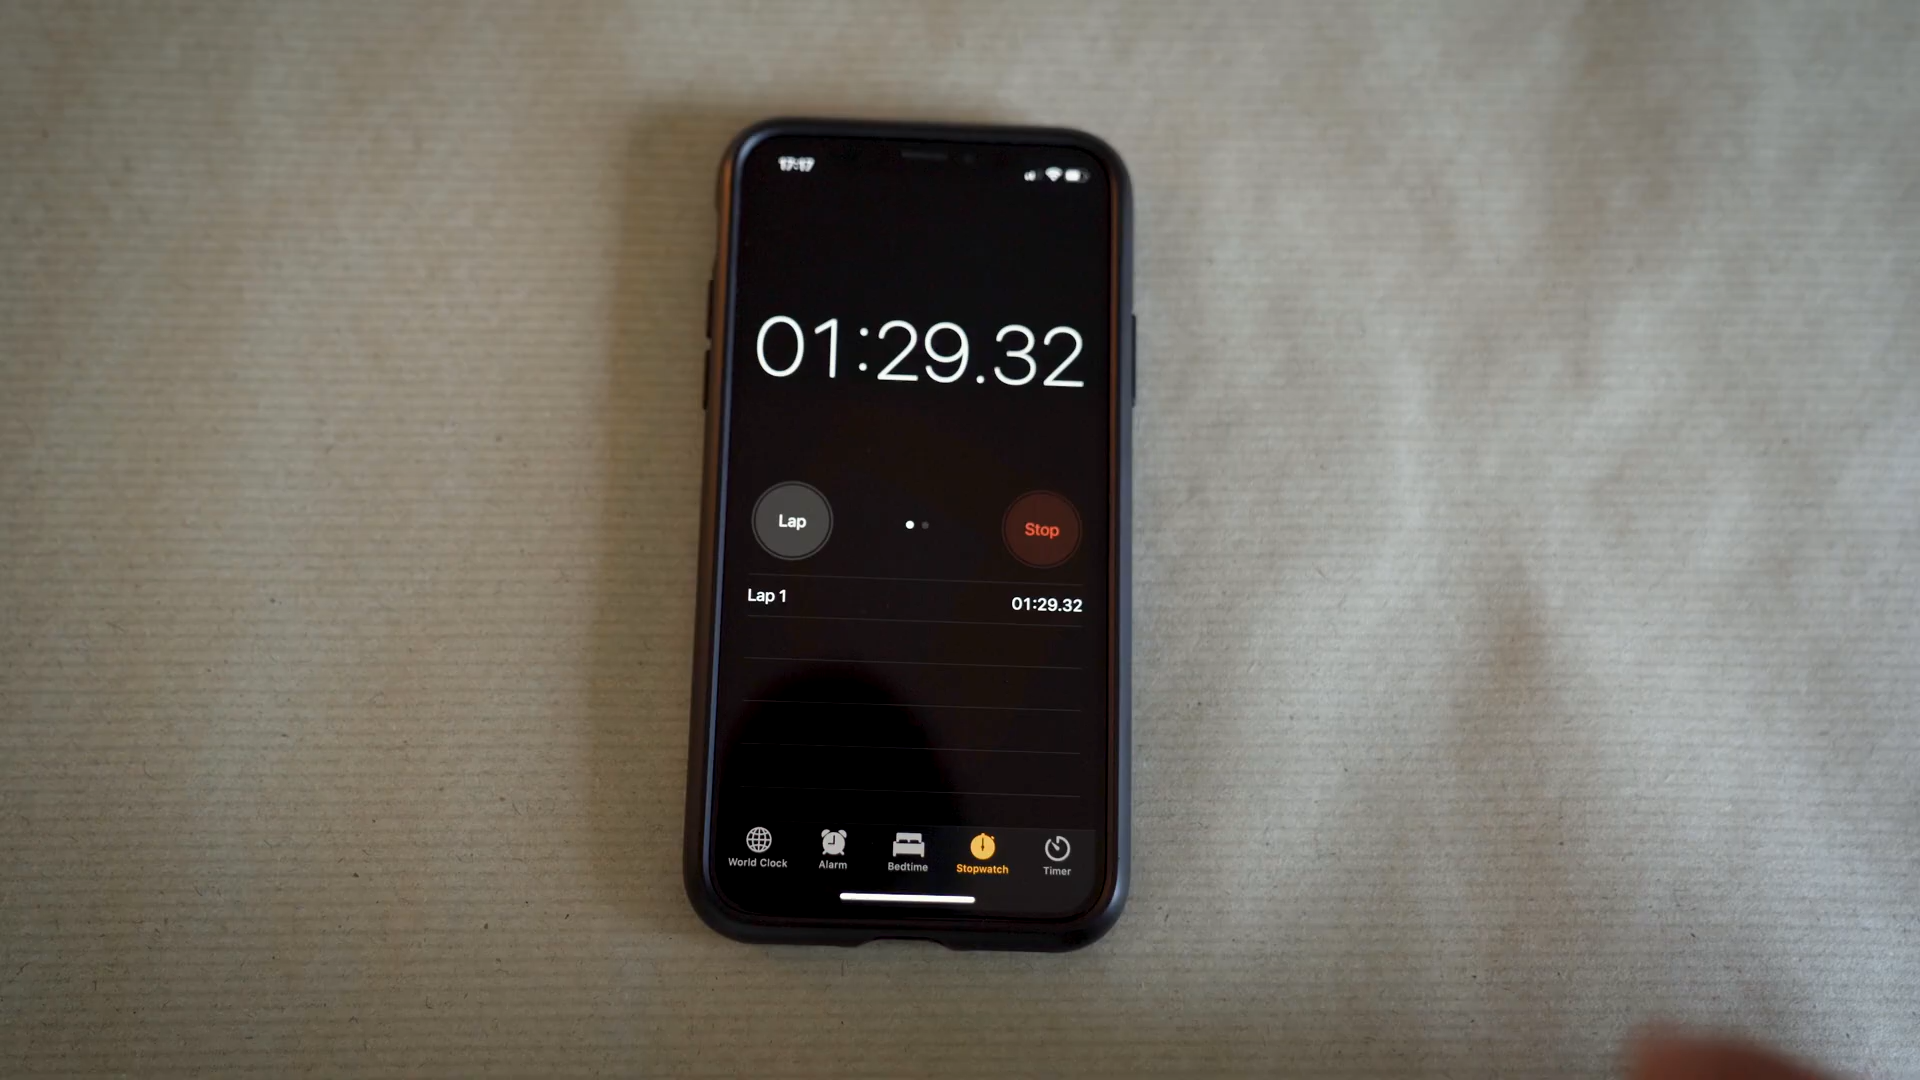 17:17
01:29.32
Lap
Stop
Lap 1 01:29.32
World Clock Alarm Bedtime Stopwatch Timer